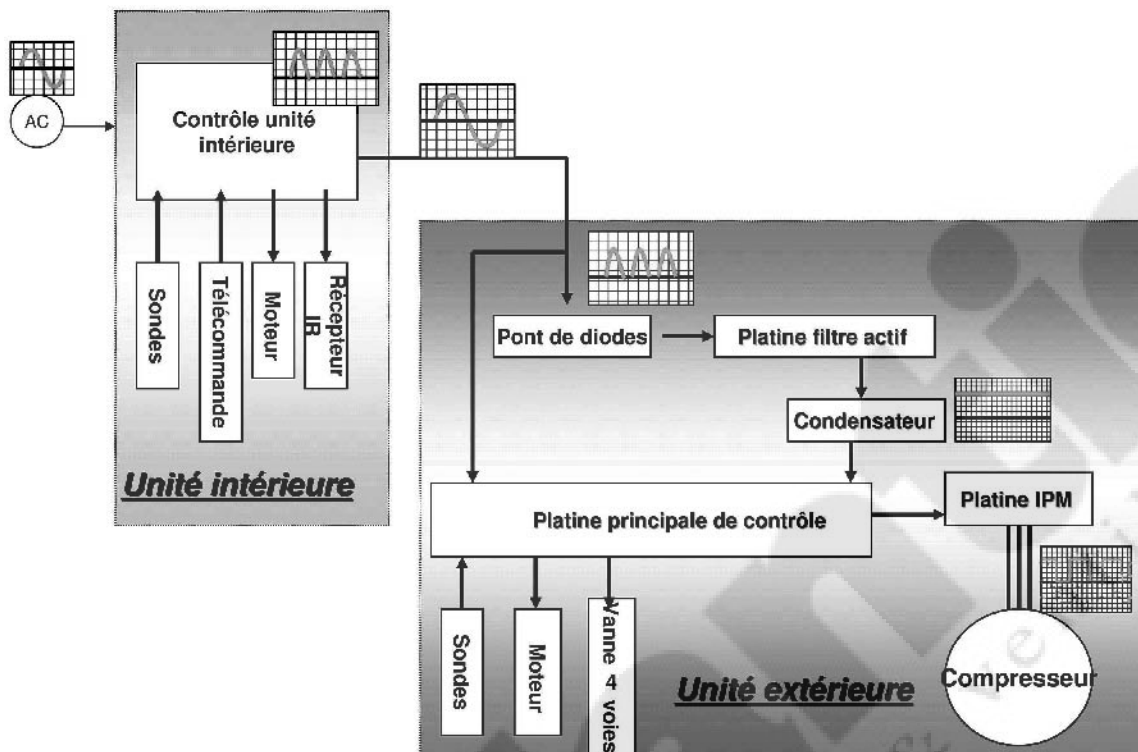 AC
Contrôle unité
intérieure
Sondes
Télécommande
Moteur
Récepteur
IR
Unité intérieure
Pont de diodes
Platine filtre actif
Condensateur
Platine principale de contrôle
Platine IPM
Sondes
Moteur
Vanne 4 voies
Compresseur
Unité extérieure